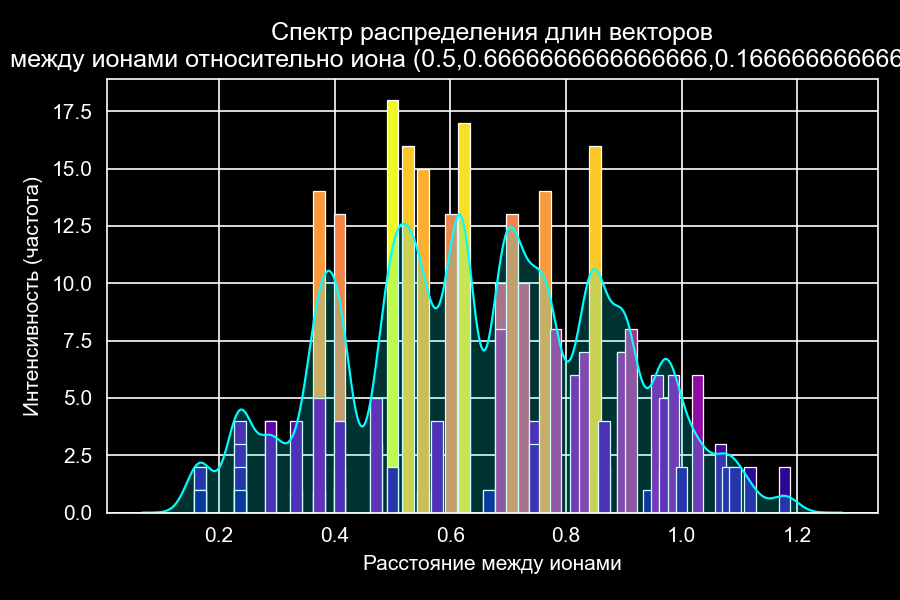 Спектр распределения длин векторов
между ионами относительно иона (0.5,0.6666666666666666,0.166666666666
17.5
15.0
12.5
10.0
7.5
5.0
2.5
0.0
Интенсивность (частота)
0.2 0.4 0.6 0.8 1.0 1.2
Расстояние между ионами